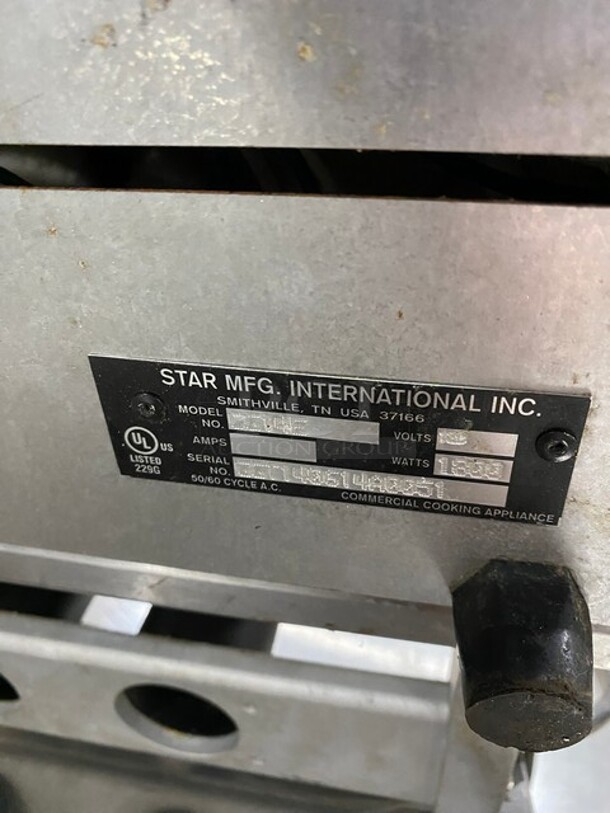 STAR MFG. INTERNATIONAL INC.
SMITHVILLE, TN USA 37166
MODEL NO.
VOLTS
AMPS
WATTS 1800
SERIAL NO.
50/60 CYCLE A.C.
COMMERCIAL COOKING APPLIANCE
UL US
LISTED
229G